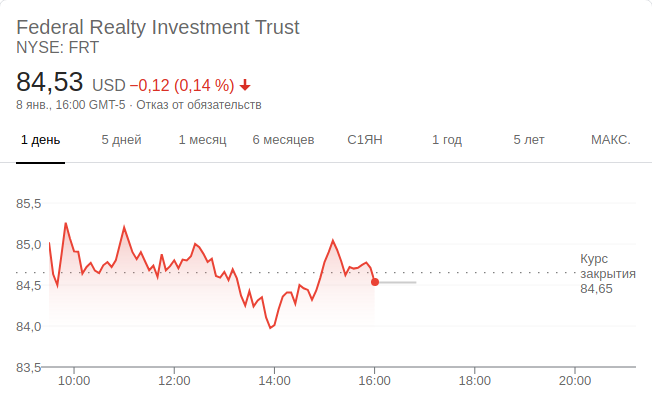 Federal Realty Investment Trust
NYSE: FRT
84,53 USD −0,12 (0,14 %)
8 янв., 16:00 GMT-5 · Отказ от обязательств
1 день 5 дней 1 месяц 6 месяцев С1ЯН 1 год 5 лет МАКС.
85,5
85,0
84,5
84,0
83,5
Курс
закрытия
84,65
10:00 12:00 14:00 16:00 18:00 20:00